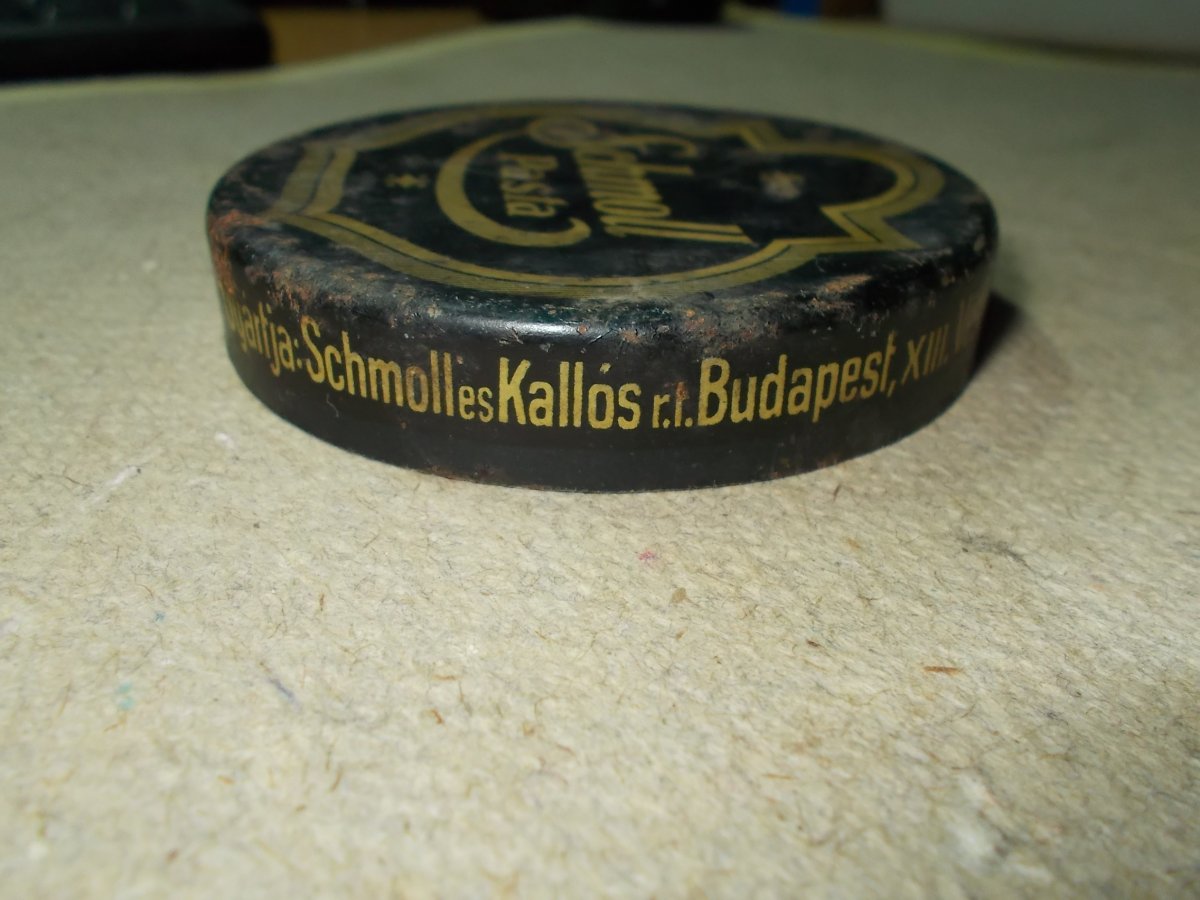 Schmoll
Pasta
Gyártja: Schmoll es Kallós r.t. Budapest, XIII.